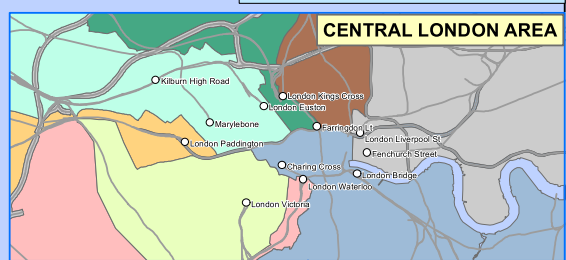 CENTRAL LONDON AREA
Kilburn High Road
London Kings Cross
London Euston
Marylebone
Farringdon Lt
London Liverpool St
London Paddington
Fenchurch Street
Charing Cross
London Bridge
London Waterloo
London Victoria